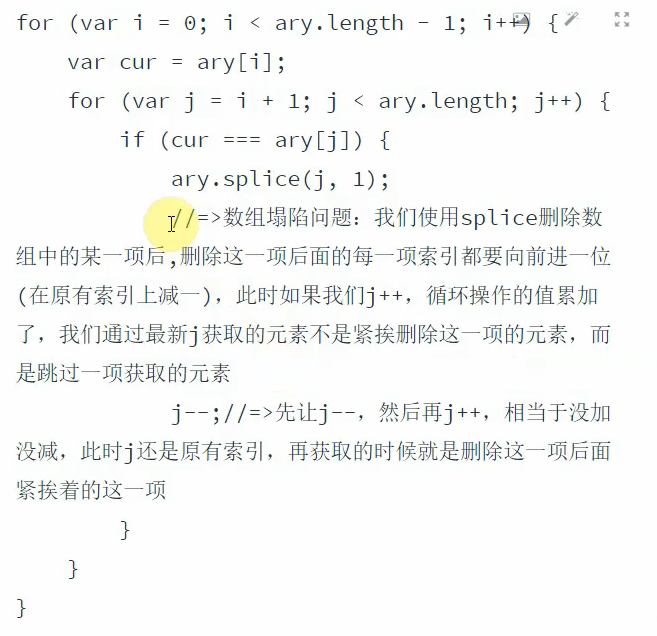 for (var i = 0; i < ary.length - 1; i++) {
var cur = ary[i];
for (var j = i + 1; j < ary.length; j++) {
if (cur === ary[j]) {
ary.splice(j, 1);
//=>数组塌陷问题：我们使用splice删除数
组中的某一项后,删除这一项后面的每一项索引都要向前进一位
(在原有索引上减一)，此时如果我们j++，循环操作的值累加
了，我们通过最新j获取的元素不是紧挨删除这一项的元素，而
是跳过一项获取的元素
j--;//=>先让j--，然后再j++，相当于没加
没减，此时j还是原有索引，再获取的时候就是删除这一项后面
紧挨着的这一项
}
}
}